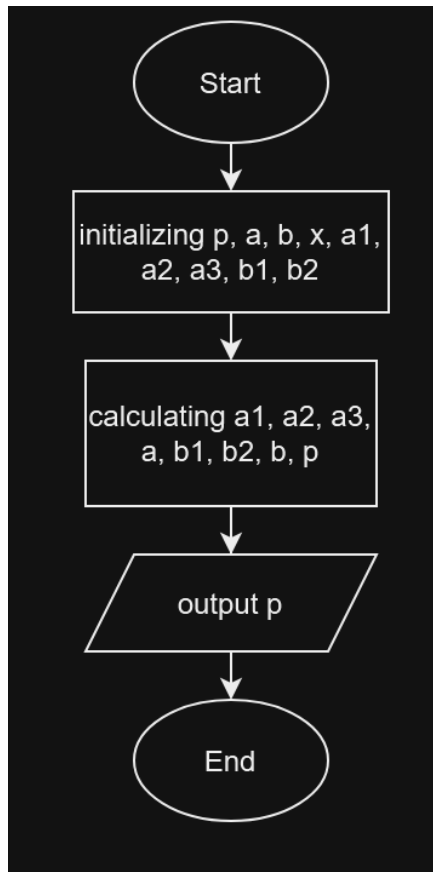 Start
initializing p, a, b, x, a1,
a2, a3, b1, b2
calculating a1, a2, a3,
a, b1, b2, b, p
output p
End